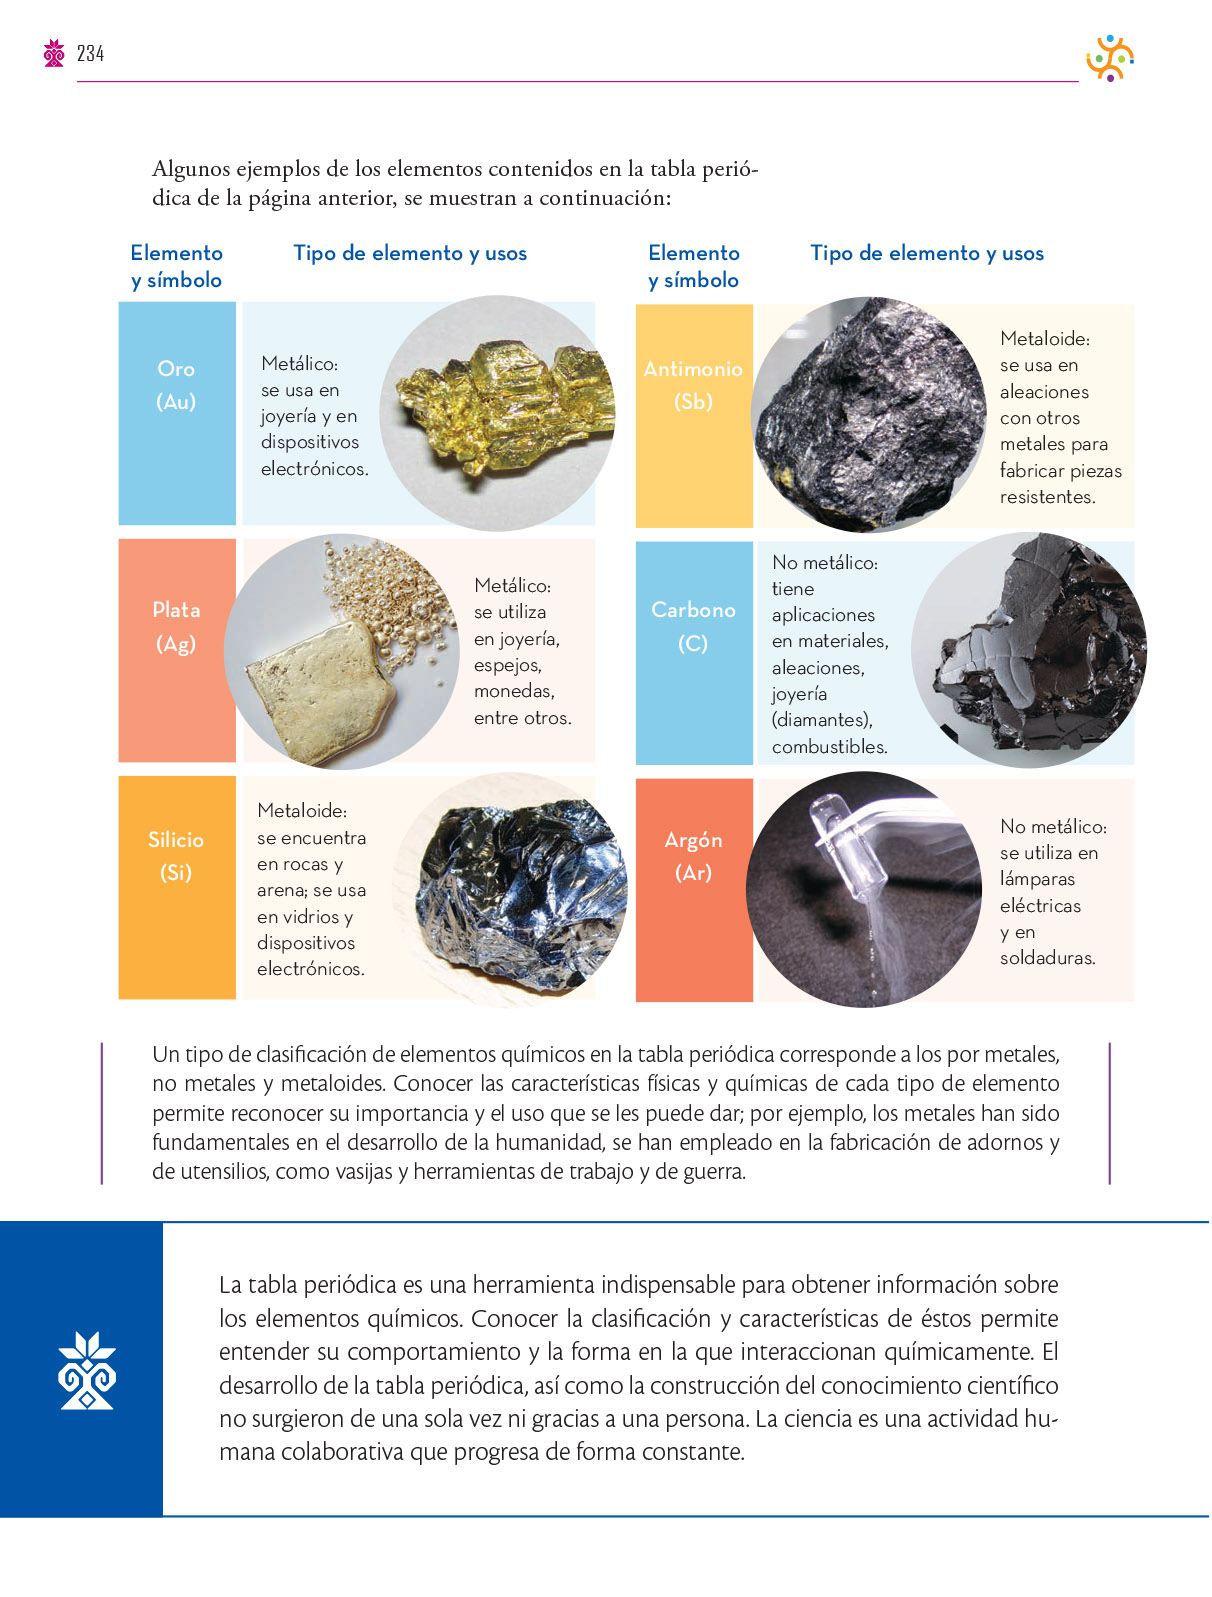 234
Algunos ejemplos de los elementos contenidos en la tabla perió-
dica de la página anterior, se muestran a continuación:
Elemento
y símbolo
Tipo de elemento y usos
Oro
(Au)
Metálico:
se usa en
joyería y en
dispositivos
electrónicos.
Plata
(Ag)
Metálico:
se utiliza
en joyería,
espejos,
monedas,
entre otros.
Silicio
(Si)
Metaloide:
se encuentra
en rocas y
arena; se usa
en vidrios y
dispositivos
electrónicos.
Elemento
y símbolo
Tipo de elemento y usos
Antimonio
(Sb)
Metaloide:
se usa en
aleaciones
con otros
metales para
fabricar piezas
resistentes.
Carbono
(C)
No metálico:
tiene
aplicaciones
en materiales,
aleaciones,
joyería
(diamantes),
combustibles.
Argón
(Ar)
No metálico:
se utiliza en
lámparas
eléctricas
y en
soldaduras.
Un tipo de clasificación de elementos químicos en la tabla periódica corresponde a los por metales,
no metales y metaloides. Conocer las características físicas y químicas de cada tipo de elemento
permite reconocer su importancia y el uso que se les puede dar; por ejemplo, los metales han sido
fundamentales en el desarrollo de la humanidad, se han empleado en la fabricación de adornos y
de utensilios, como vasijas y herramientas de trabajo y de guerra.
La tabla periódica es una herramienta indispensable para obtener información sobre
los elementos químicos. Conocer la clasificación y características de éstos permite
entender su comportamiento y la forma en la que interaccionan químicamente. El
desarrollo de la tabla periódica, así como la construcción del conocimiento científico
no surgieron de una sola vez ni gracias a una persona. La ciencia es una actividad hu-
mana colaborativa que progresa de forma constante.